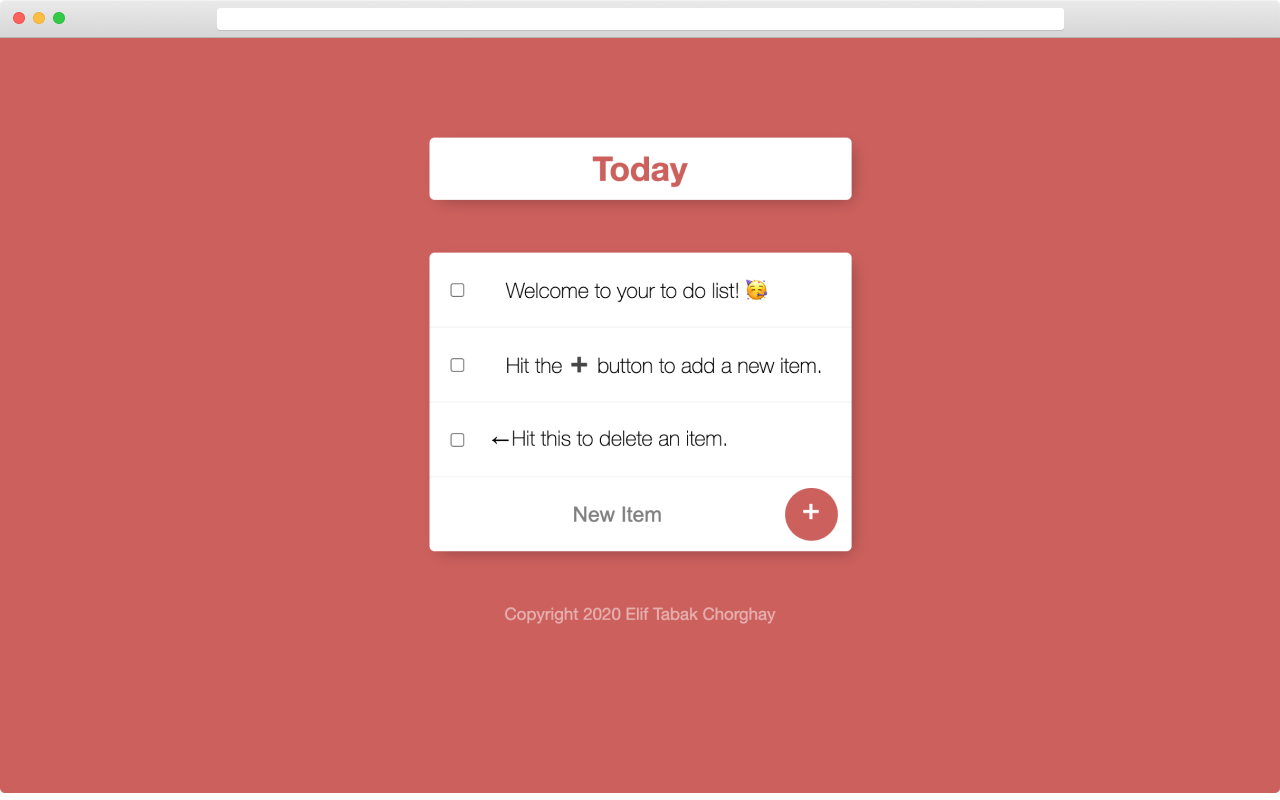 Today
Welcome to your to do list! 🥳
Hit the ➕ button to add a new item.
←Hit this to delete an item.
New Item +
Copyright 2020 Elif Tabak Chorghay